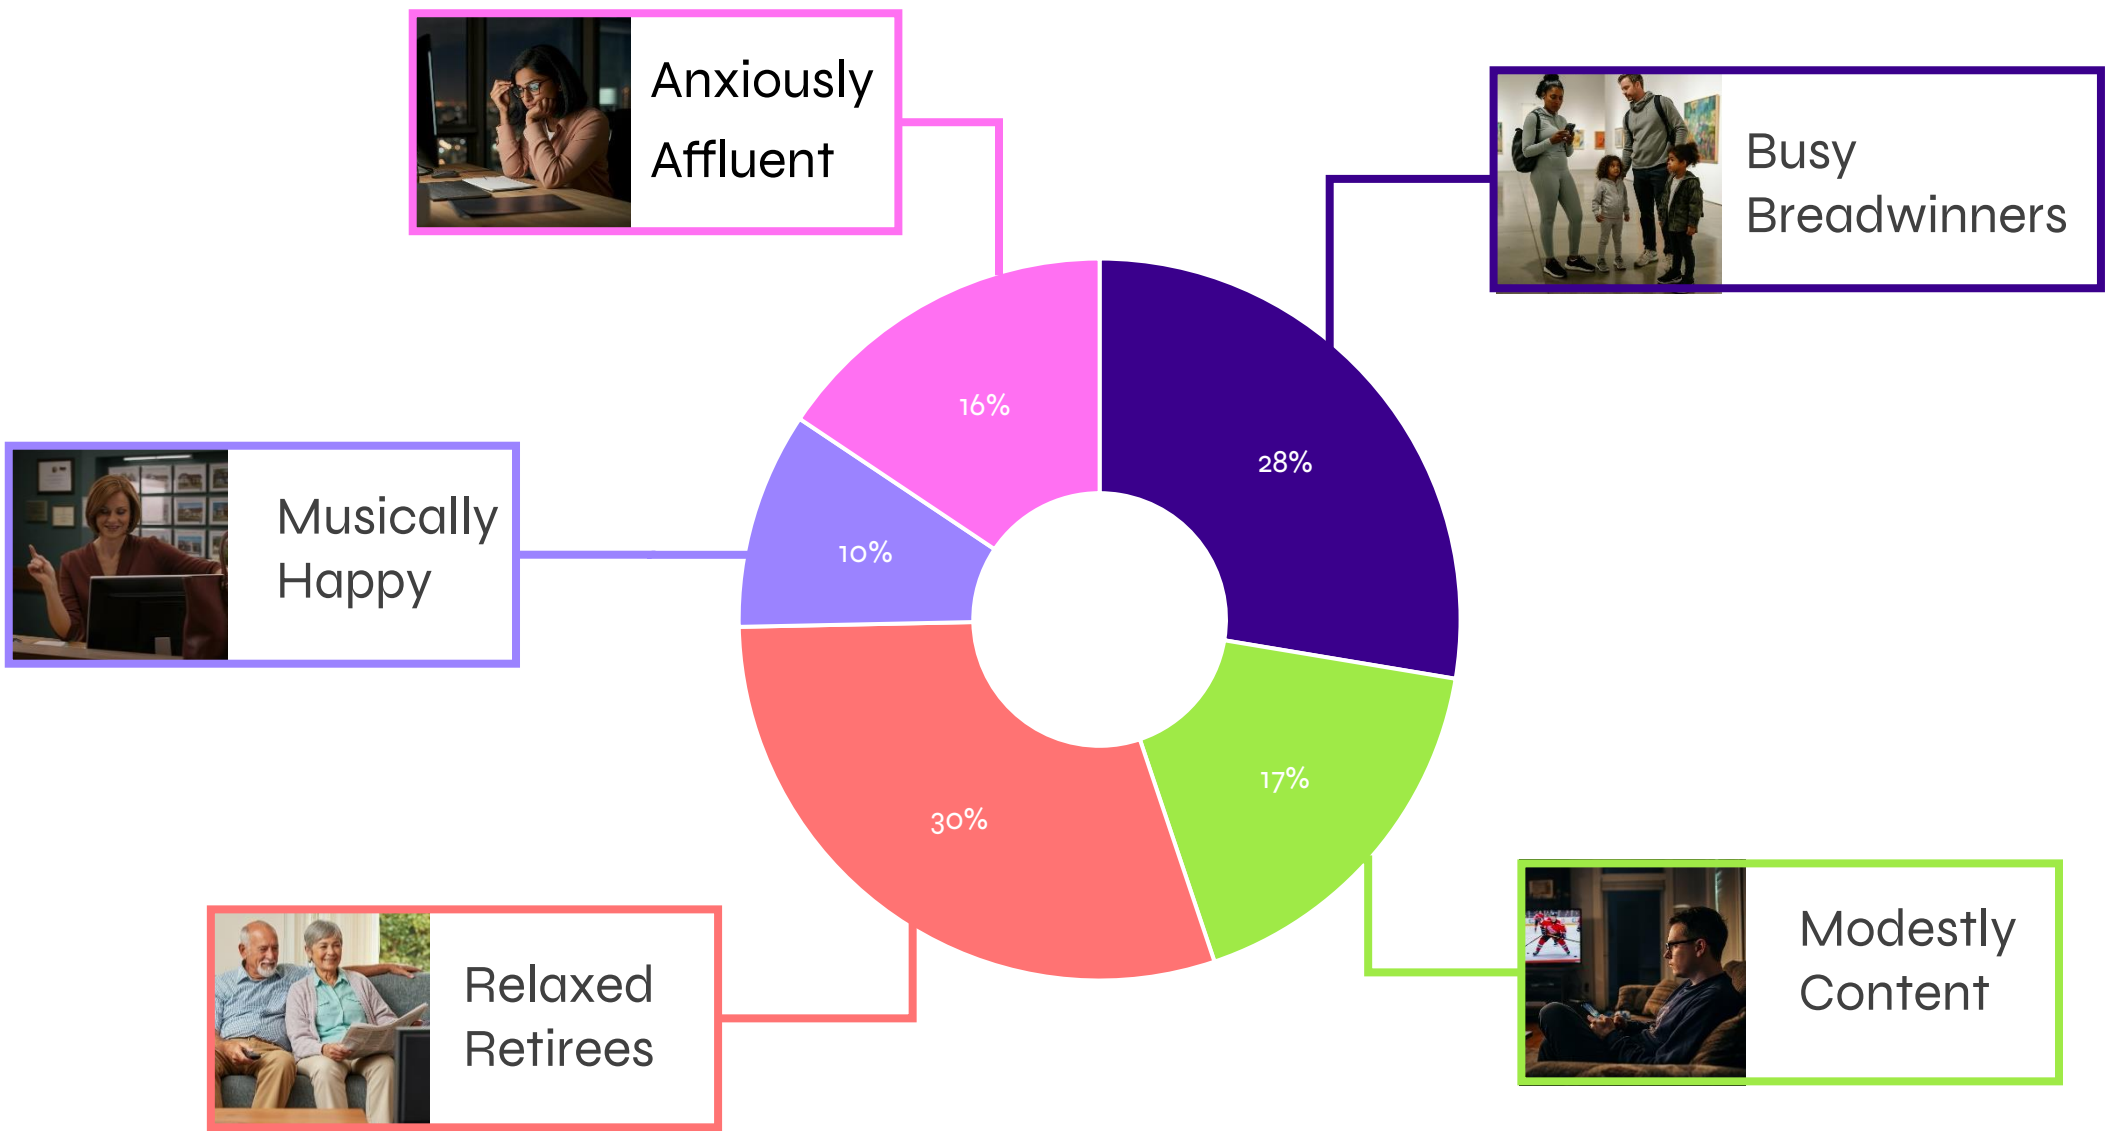 Anxiously
Affluent
Busy
Breadwinners
16%
28%
Musically
Happy
10%
17%
30%
Modestly
Content
Relaxed
Retirees